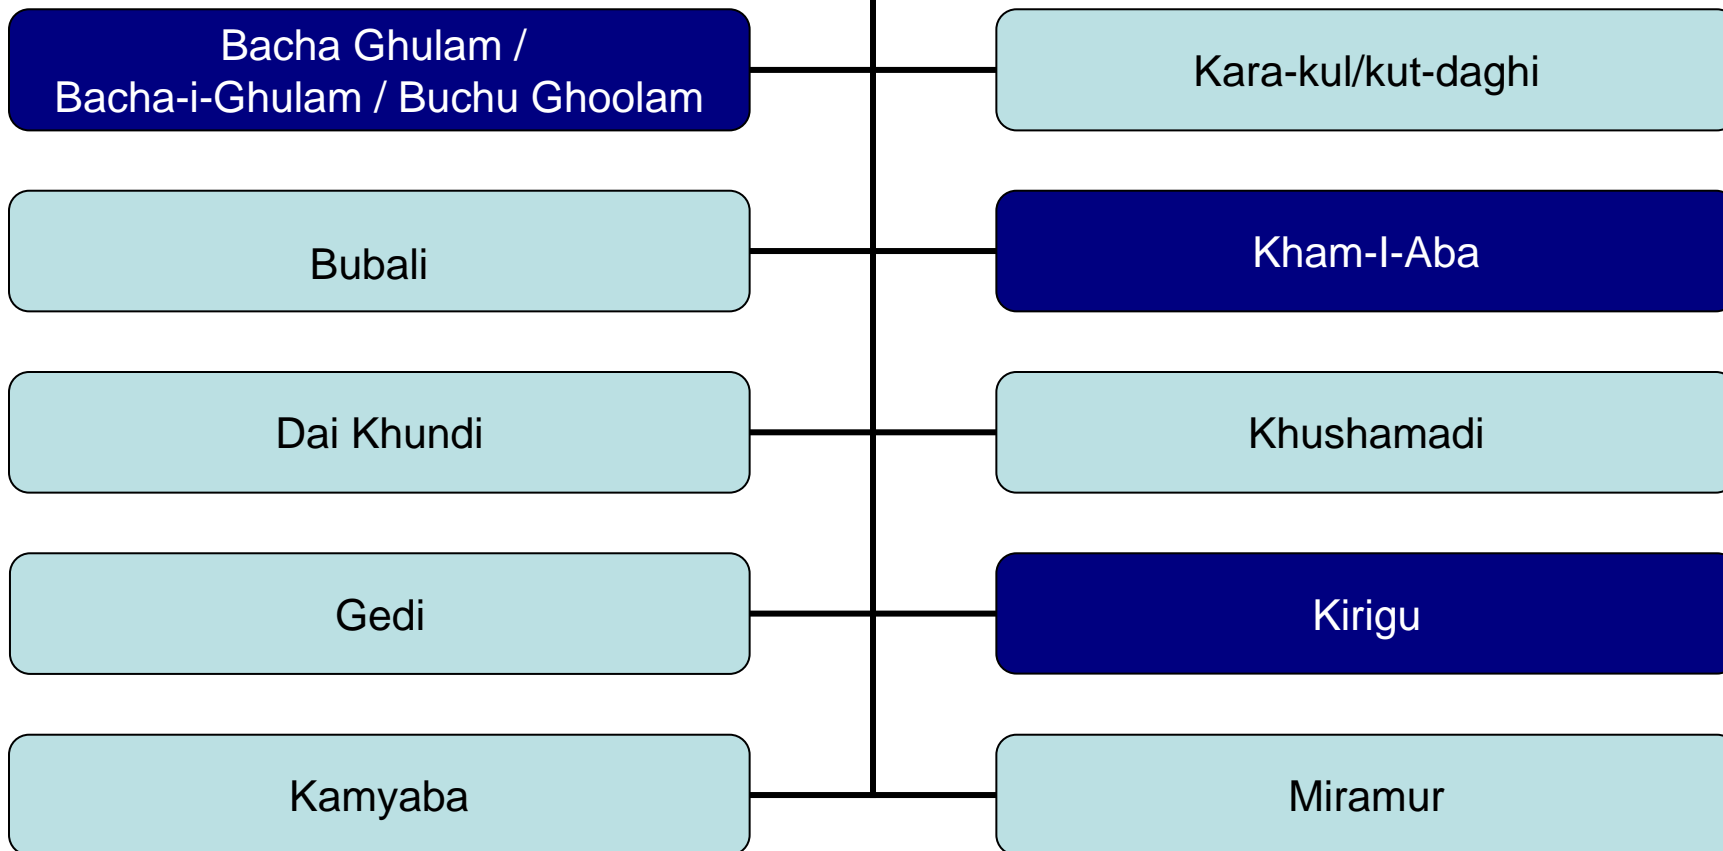 Bacha Ghulam /
Bacha-i-Ghulam / Buchu Ghoolam
Bubali
Dai Khundi
Gedi
Kamyaba
Kara-kul/kut-daghi
Kham-I-Aba
Khushamadi
Kirigu
Miramur